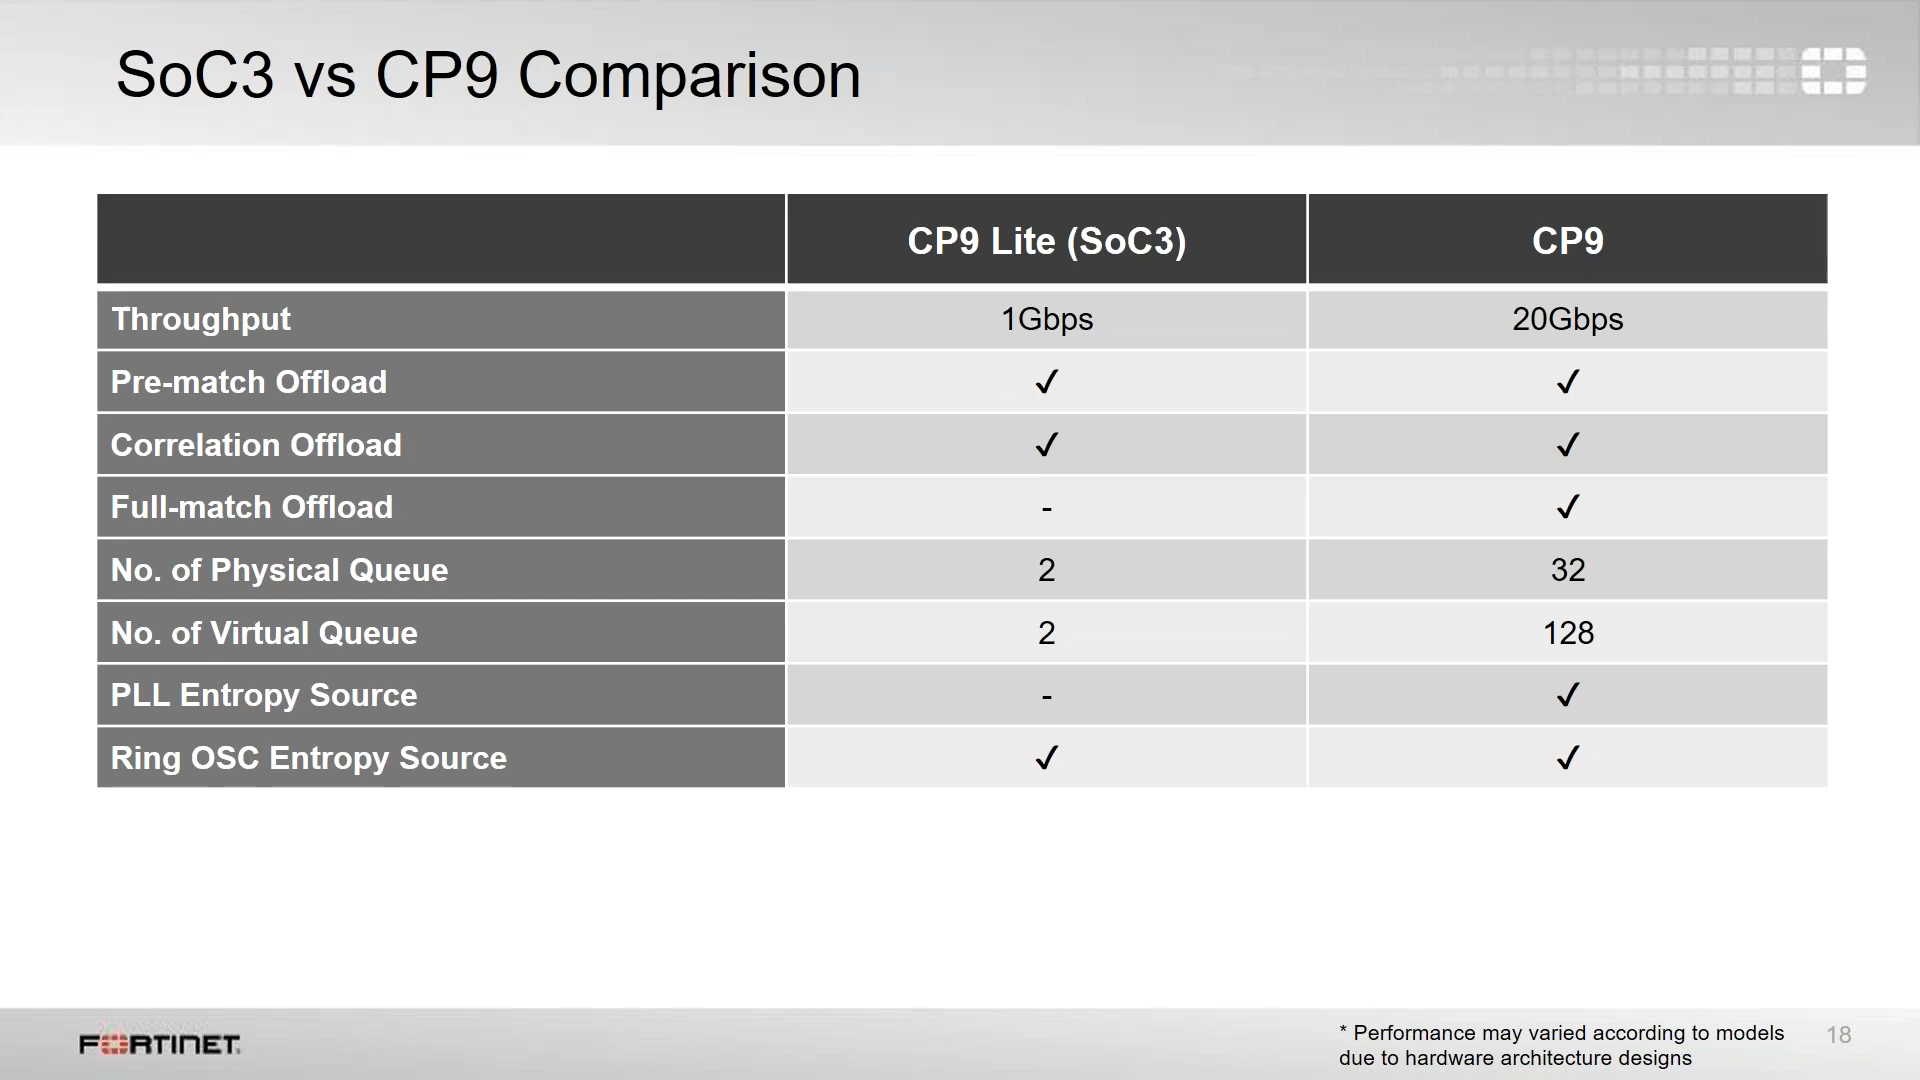 SoC3 vs CP9 Comparison
CP9 Lite (SoC3) CP9
Throughput 1Gbps 20Gbps
Pre-match Offload ✓ ✓
Correlation Offload ✓ ✓
Full-match Offload - ✓
No. of Physical Queue 2 32
No. of Virtual Queue 2 128
PLL Entropy Source - ✓
Ring OSC Entropy Source ✓ ✓
FORTINET
* Performance may varied according to models
due to hardware architecture designs
18